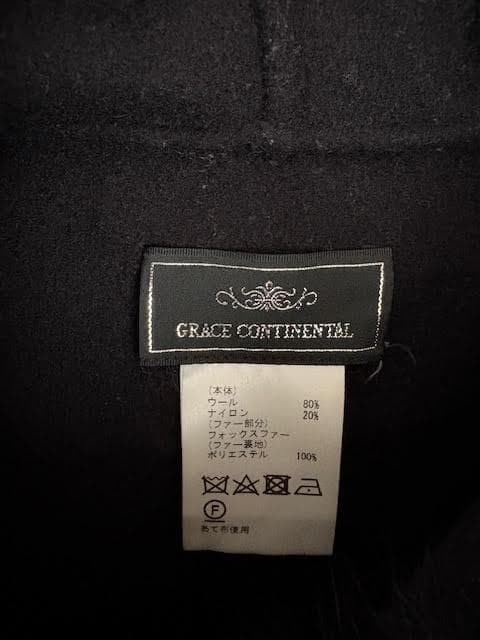 GRACE CONTINENTAL
(本体)
ウール 80%
ナイロン 20%
(ファー部分)
フォックスファー
(ファー裏地)
ポリエステル 100%
F
あて布使用